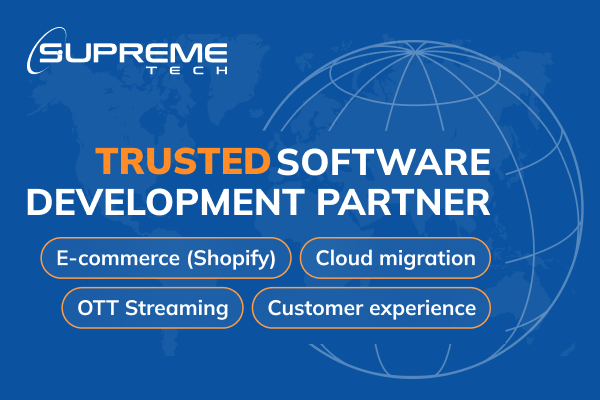 SUPREME
TECH
TRUSTED SOFTWARE
DEVELOPMENT PARTNER
E-commerce (Shopify)
Cloud migration
OTT Streaming
Customer experience